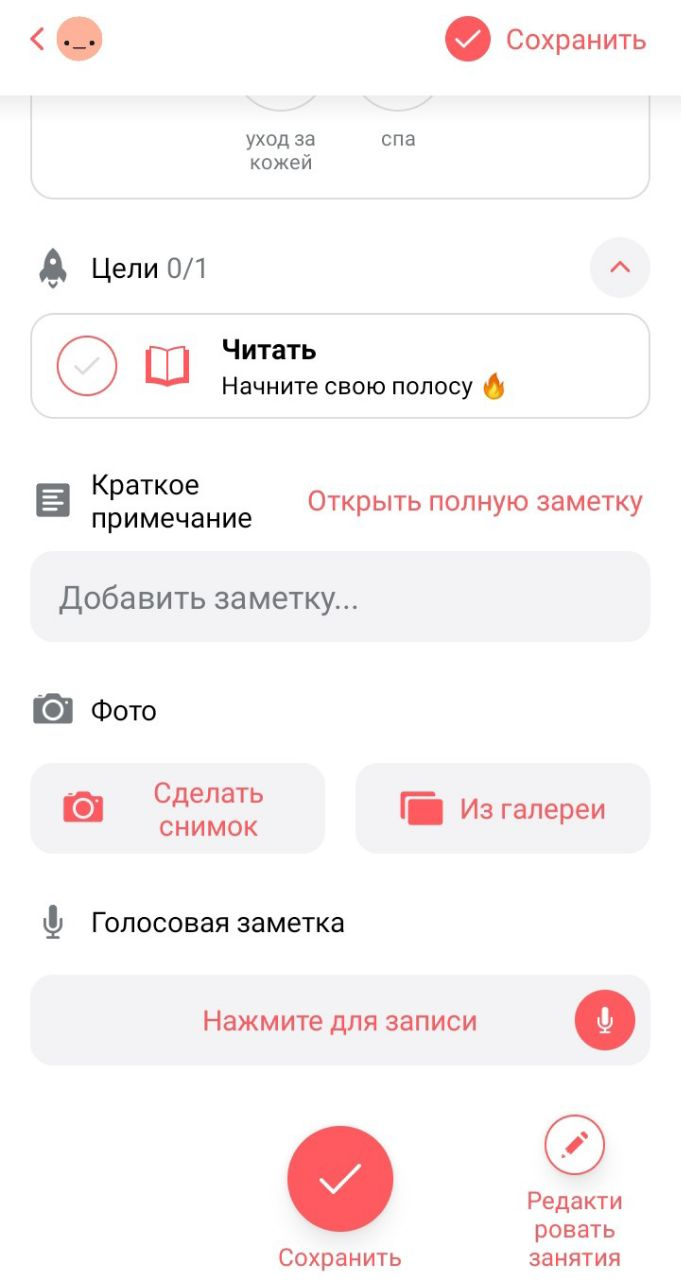 Сохранить
уход за
кожей
спа
Цели 0/1
Читать
Начните свою полосу 🔥
Краткое
примечание
Открыть полную заметку
Добавить заметку...
Фото
Сделать
снимок
Из галереи
Голосовая заметка
Нажмите для записи
Сохранить
Редакти
ровать
занятия